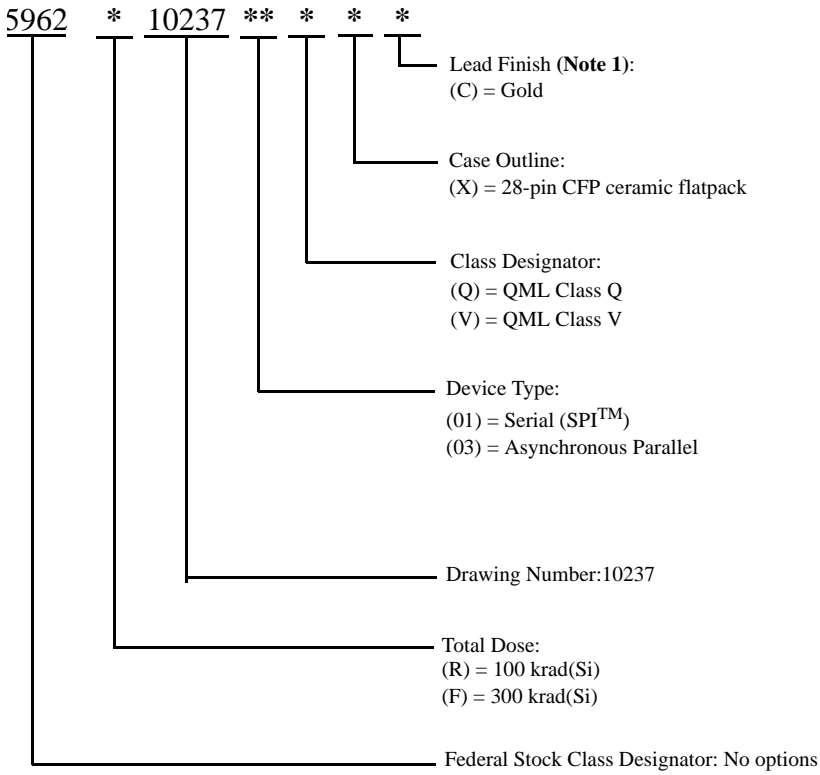 5962 * 10237 ** * * *
Lead Finish (Note 1):
(C) = Gold
Case Outline:
(X) = 28-pin CFP ceramic flatpack
Class Designator:
(Q) = QML Class Q
(V) = QML Class V
Device Type:
(01) = Serial (SPITM)
(03) = Asynchronous Parallel
Drawing Number:10237
Total Dose:
(R) = 100 krad(Si)
(F) = 300 krad(Si)
Federal Stock Class Designator: No options